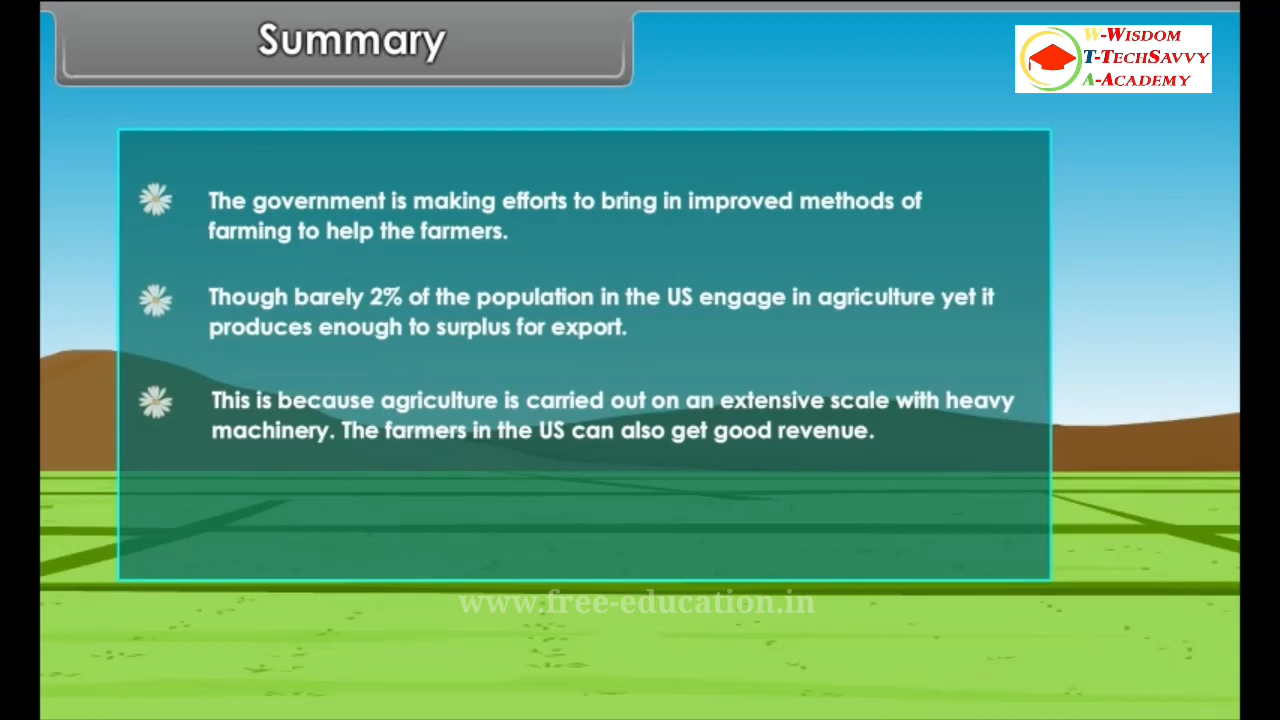 Summary
W-Wisdom
T-TechSavvy
A-Academy
The government is making efforts to bring in improved methods of
farming to help the farmers.
Though barely 2% of the population in the US engage in agriculture yet it
produces enough to surplus for export.
This is because agriculture is carried out on an extensive scale with heavy
machinery. The farmers in the US can also get good revenue.
www.free-education.in